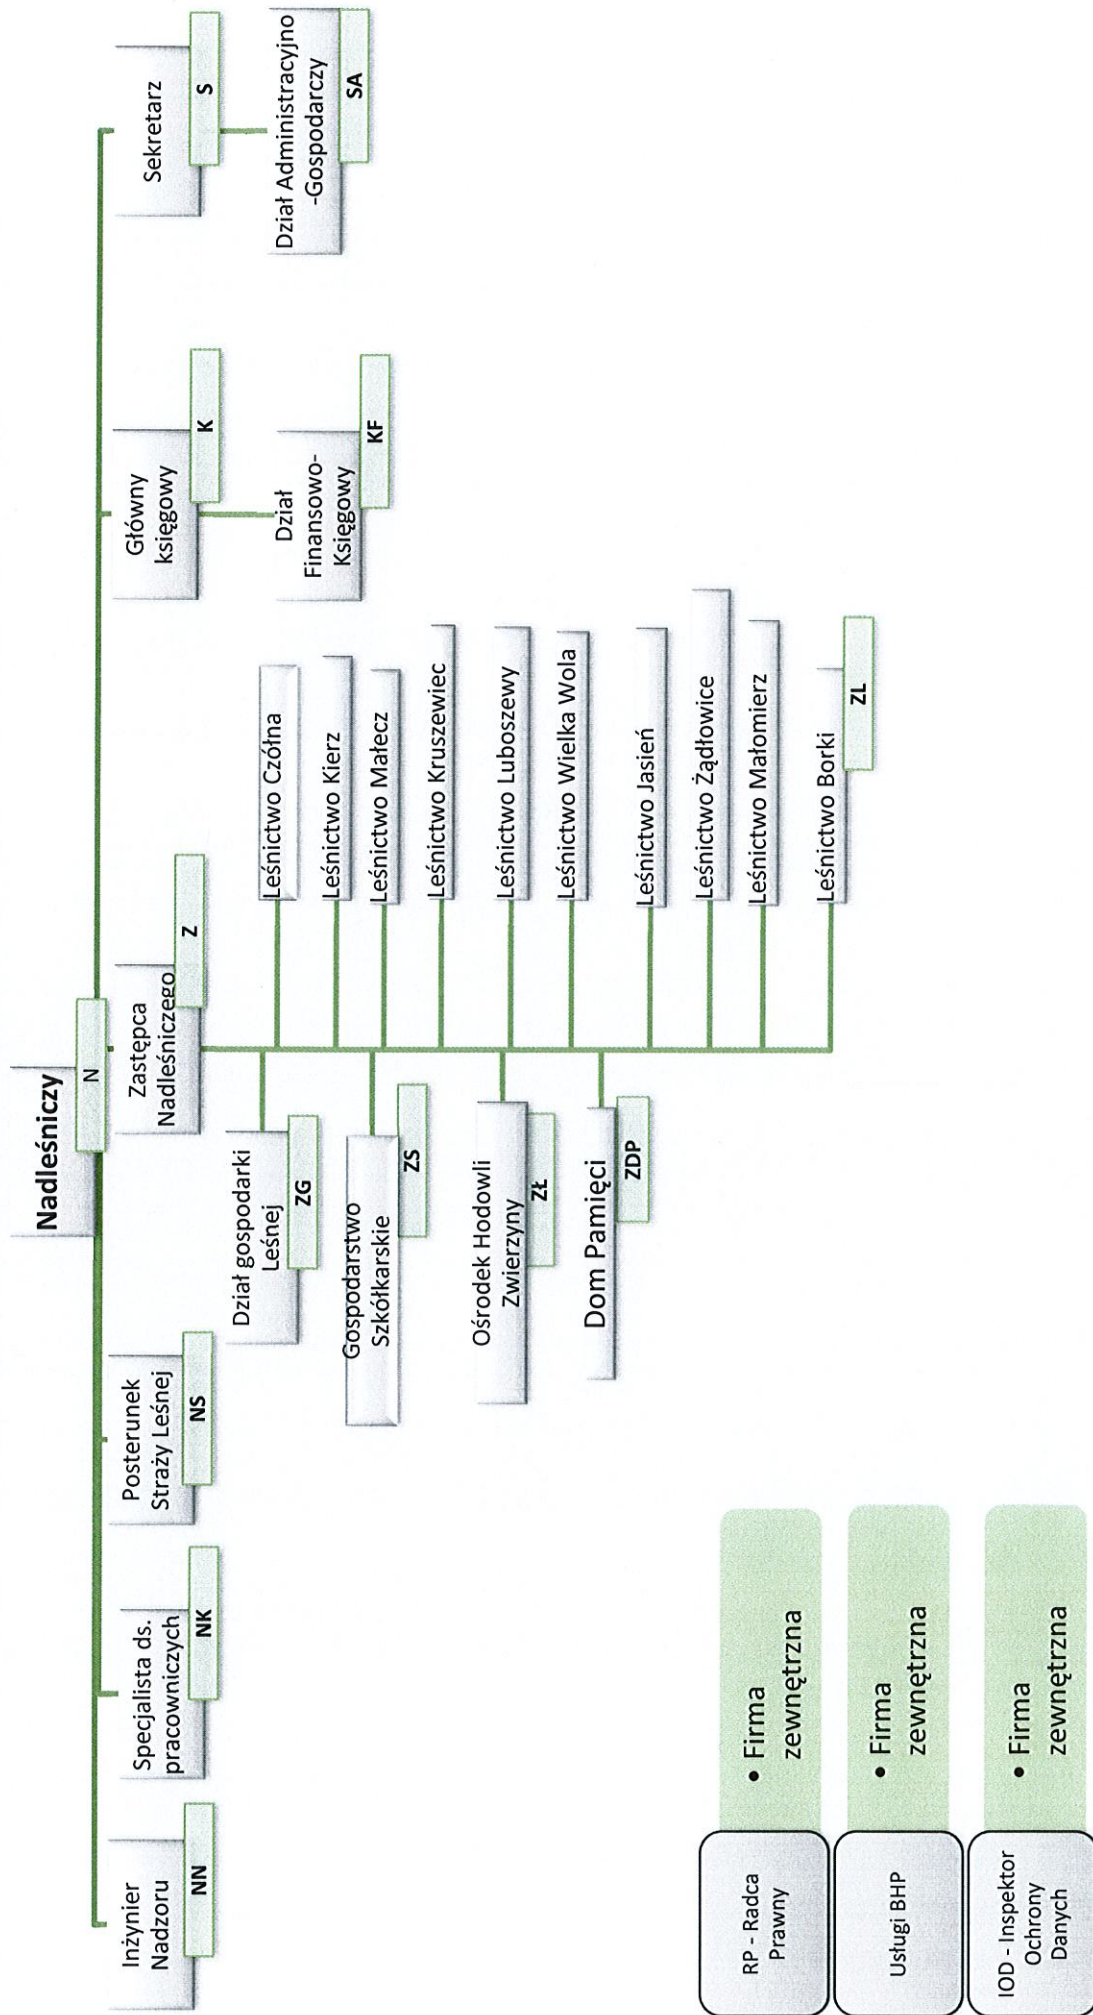 Nadleśniczy
N
Inżynier
Nadzoru
NN
Specjalista ds.
pracowniczych
NK
Posterunek
Straży Leśnej
NS
Zastępca
Nadleśniczego
Z
Główny
księgowy
K
Sekretarz
S
Dział gospodarki
Leśnej
ZG
Gospodarstwo
Szkółkarskie
ZS
Ośrodek Hodowli
Zwierzyny
ZŁ
Dom Pamięci
ZDP
Leśnictwo Czółna
Leśnictwo Kierz
Leśnictwo Małecz
Leśnictwo Kruszewiec
Leśnictwo Luboszewy
Leśnictwo Wielka Wola
Leśnictwo Jasień
Leśnictwo Żądłowice
Leśnictwo Małomierz
Leśnictwo Borki
ZL
Dział
Finansowo-
Księgowy
KF
Dział Administracyjno
-Gospodarczy
SA
RP - Radca
Prawny
• Firma
zewnętrzna
Usługi BHP
• Firma
zewnętrzna
IOD - Inspektor
Ochrony
Danych
• Firma
zewnętrzna